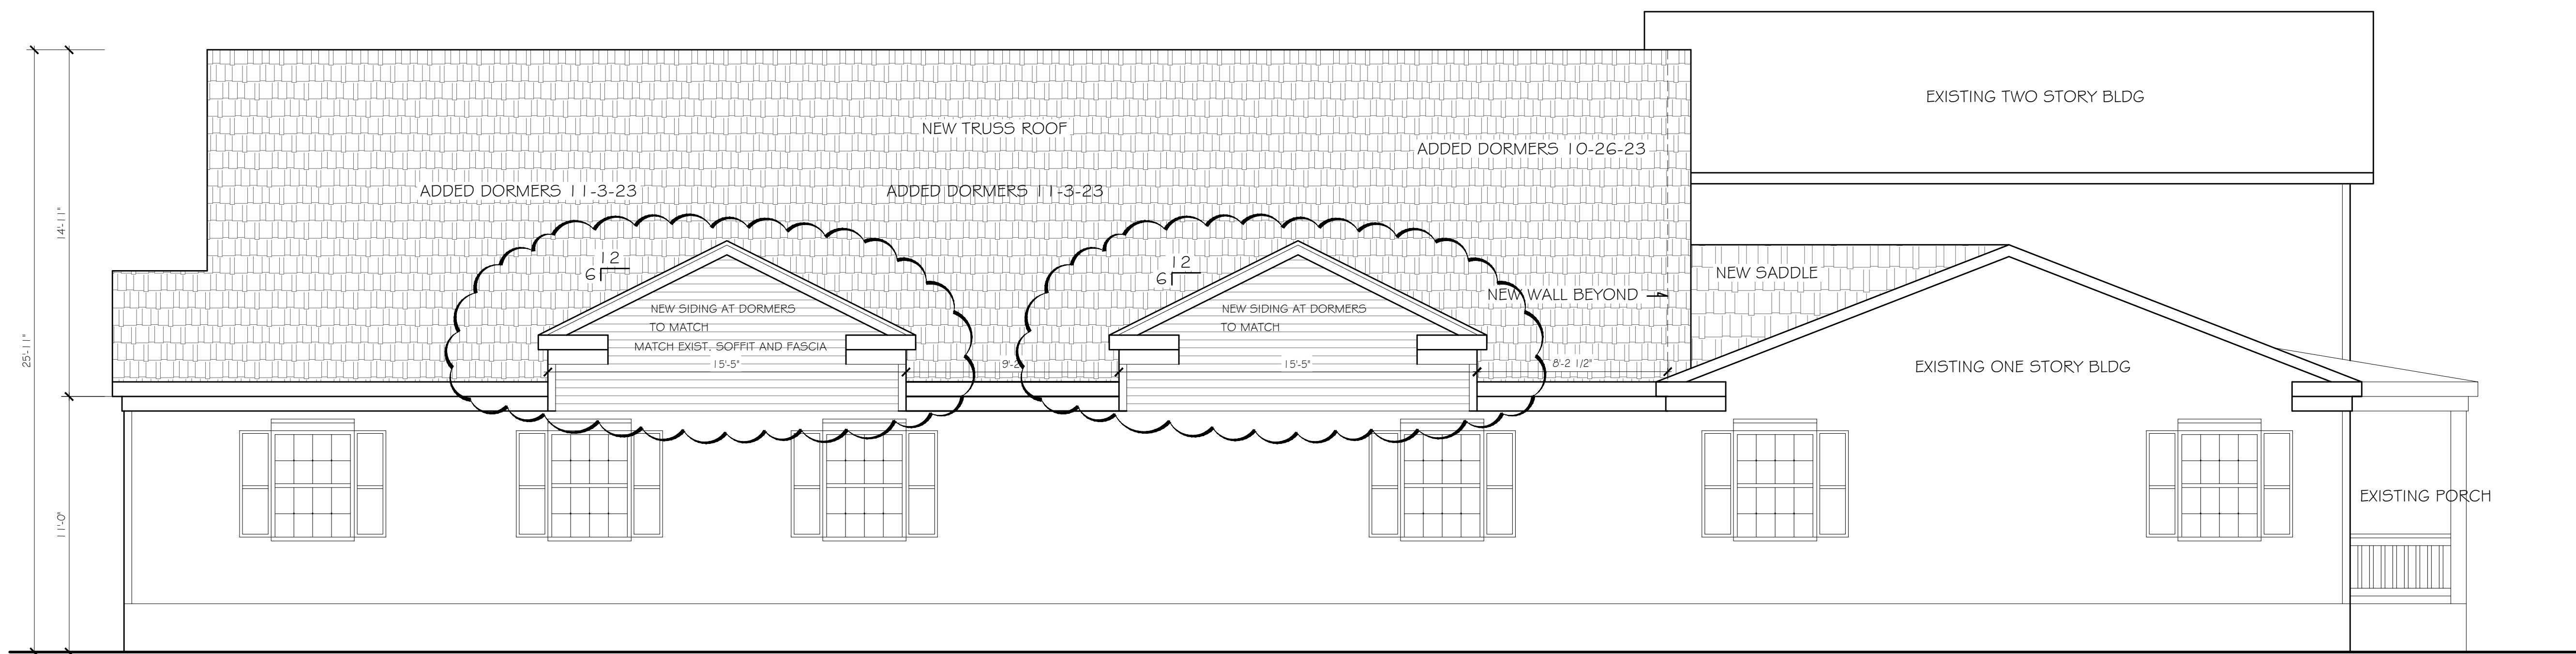 EXISTING TWO STORY BLDG
NEW TRUSS ROOF
ADDED DORMERS 10-26-23
ADDED DORMERS 11-3-23
ADDED DORMERS 11-3-23
14'-11"
25'-11"
11'-0"
12
6
12
6
NEW SADDLE
NEW WALL BEYOND
NEW SIDING AT DORMERS
TO MATCH
MATCH EXIST. SOFFIT AND FASCIA
15'-5"
9'-2
NEW SIDING AT DORMERS
TO MATCH
15'-5"
8'-2 1/2"
EXISTING ONE STORY BLDG
EXISTING PORCH